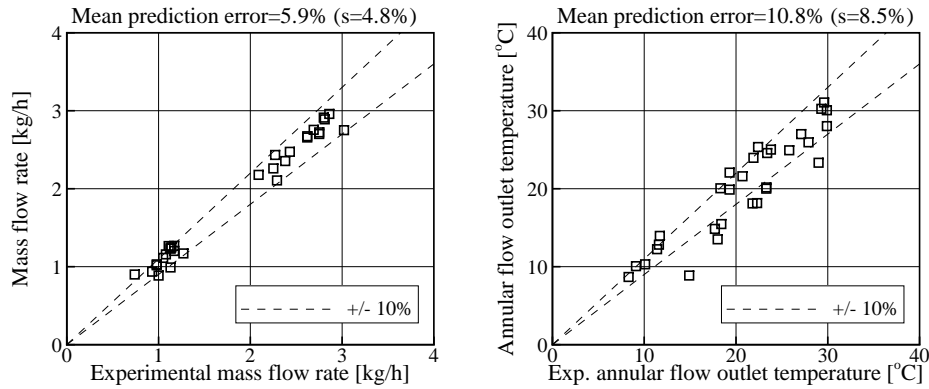 Mean prediction error=5.9% (s=4.8%)
4
3
2
1
0
Mass flow rate [kg/h]
+/- 10%
0 1 2 3 4
Experimental mass flow rate [kg/h]
Mean prediction error=10.8% (s=8.5%)
40
30
20
10
0
Annular flow outlet temperature [°C]
+/- 10%
0 10 20 30 40
Exp. annular flow outlet temperature [°C]